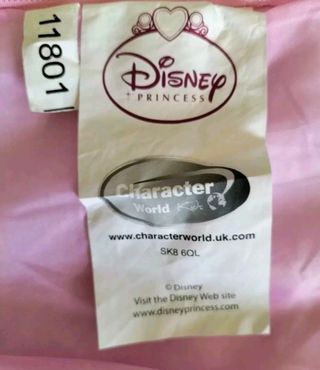 11801
Disney
PRINCESS
Character
World Kids
www.characterworld.uk.com
SK8 6QL
© Disney
Visit the Disney Web site
www.disneyprincess.com